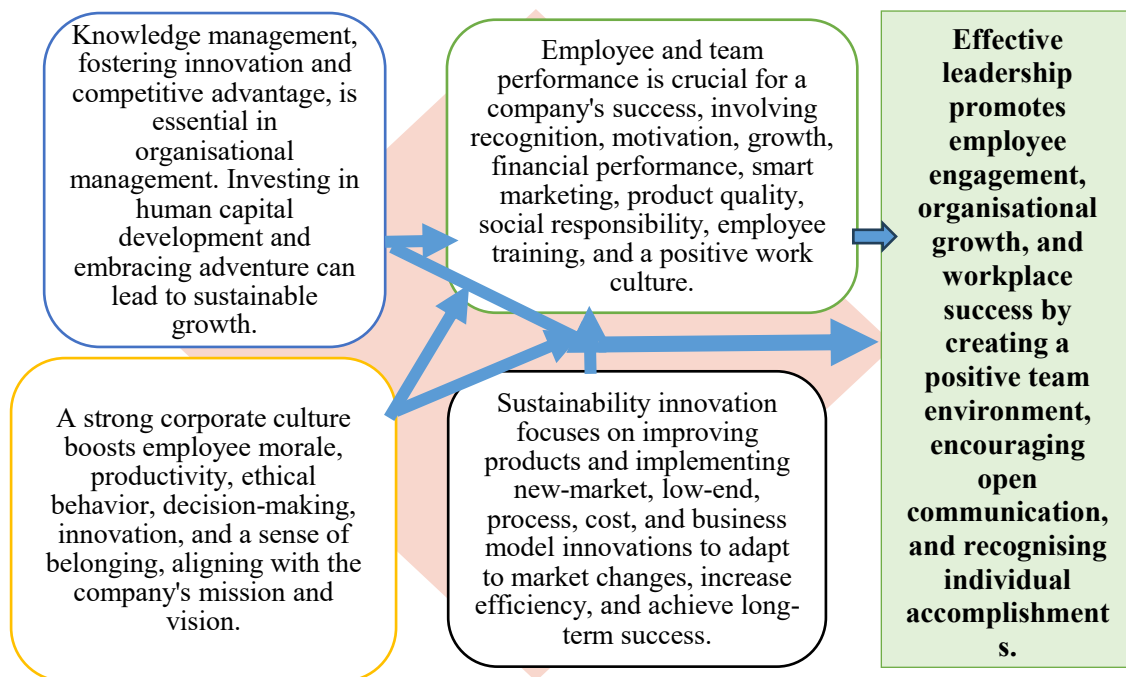 Knowledge management,
fostering innovation and
competitive advantage, is
essential in
organisational
management. Investing in
human capital
development and
embracing adventure can
lead to sustainable
growth.
Employee and team
performance is crucial for a
company's success, involving
recognition, motivation, growth,
financial performance, smart
marketing, product quality,
social responsibility, employee
training, and a positive work
culture.
A strong corporate culture
boosts employee morale,
productivity, ethical
behavior, decision-making,
innovation, and a sense of
belonging, aligning with the
company's mission and
vision.
Sustainability innovation
focuses on improving
products and implementing
new-market, low-end,
process, cost, and business
model innovations to adapt
to market changes, increase
efficiency, and achieve long-
term success.
Effective
leadership
promotes
employee
engagement,
organisational
growth, and
workplace
success by
creating a
positive team
environment,
encouraging
open
communication,
and recognising
individual
accomplishment
s.